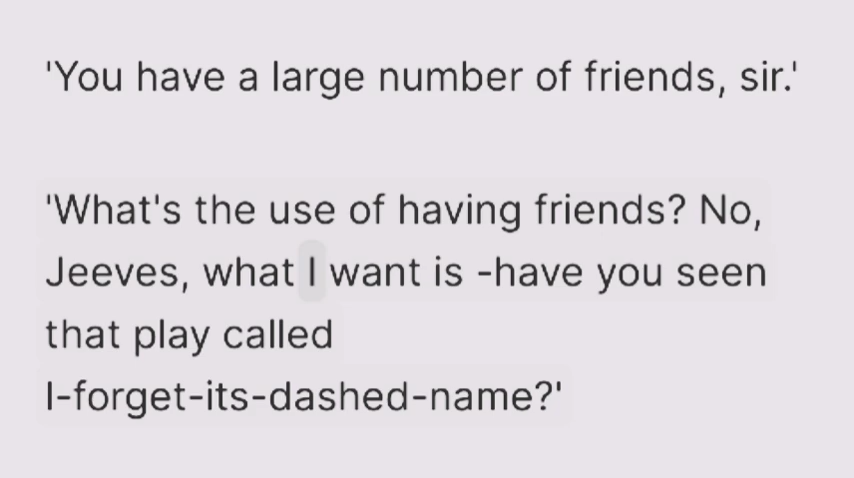 'You have a large number of friends, sir.'
'What's the use of having friends? No,
Jeeves, what I want is -have you seen
that play called
I-forget-its-dashed-name?'